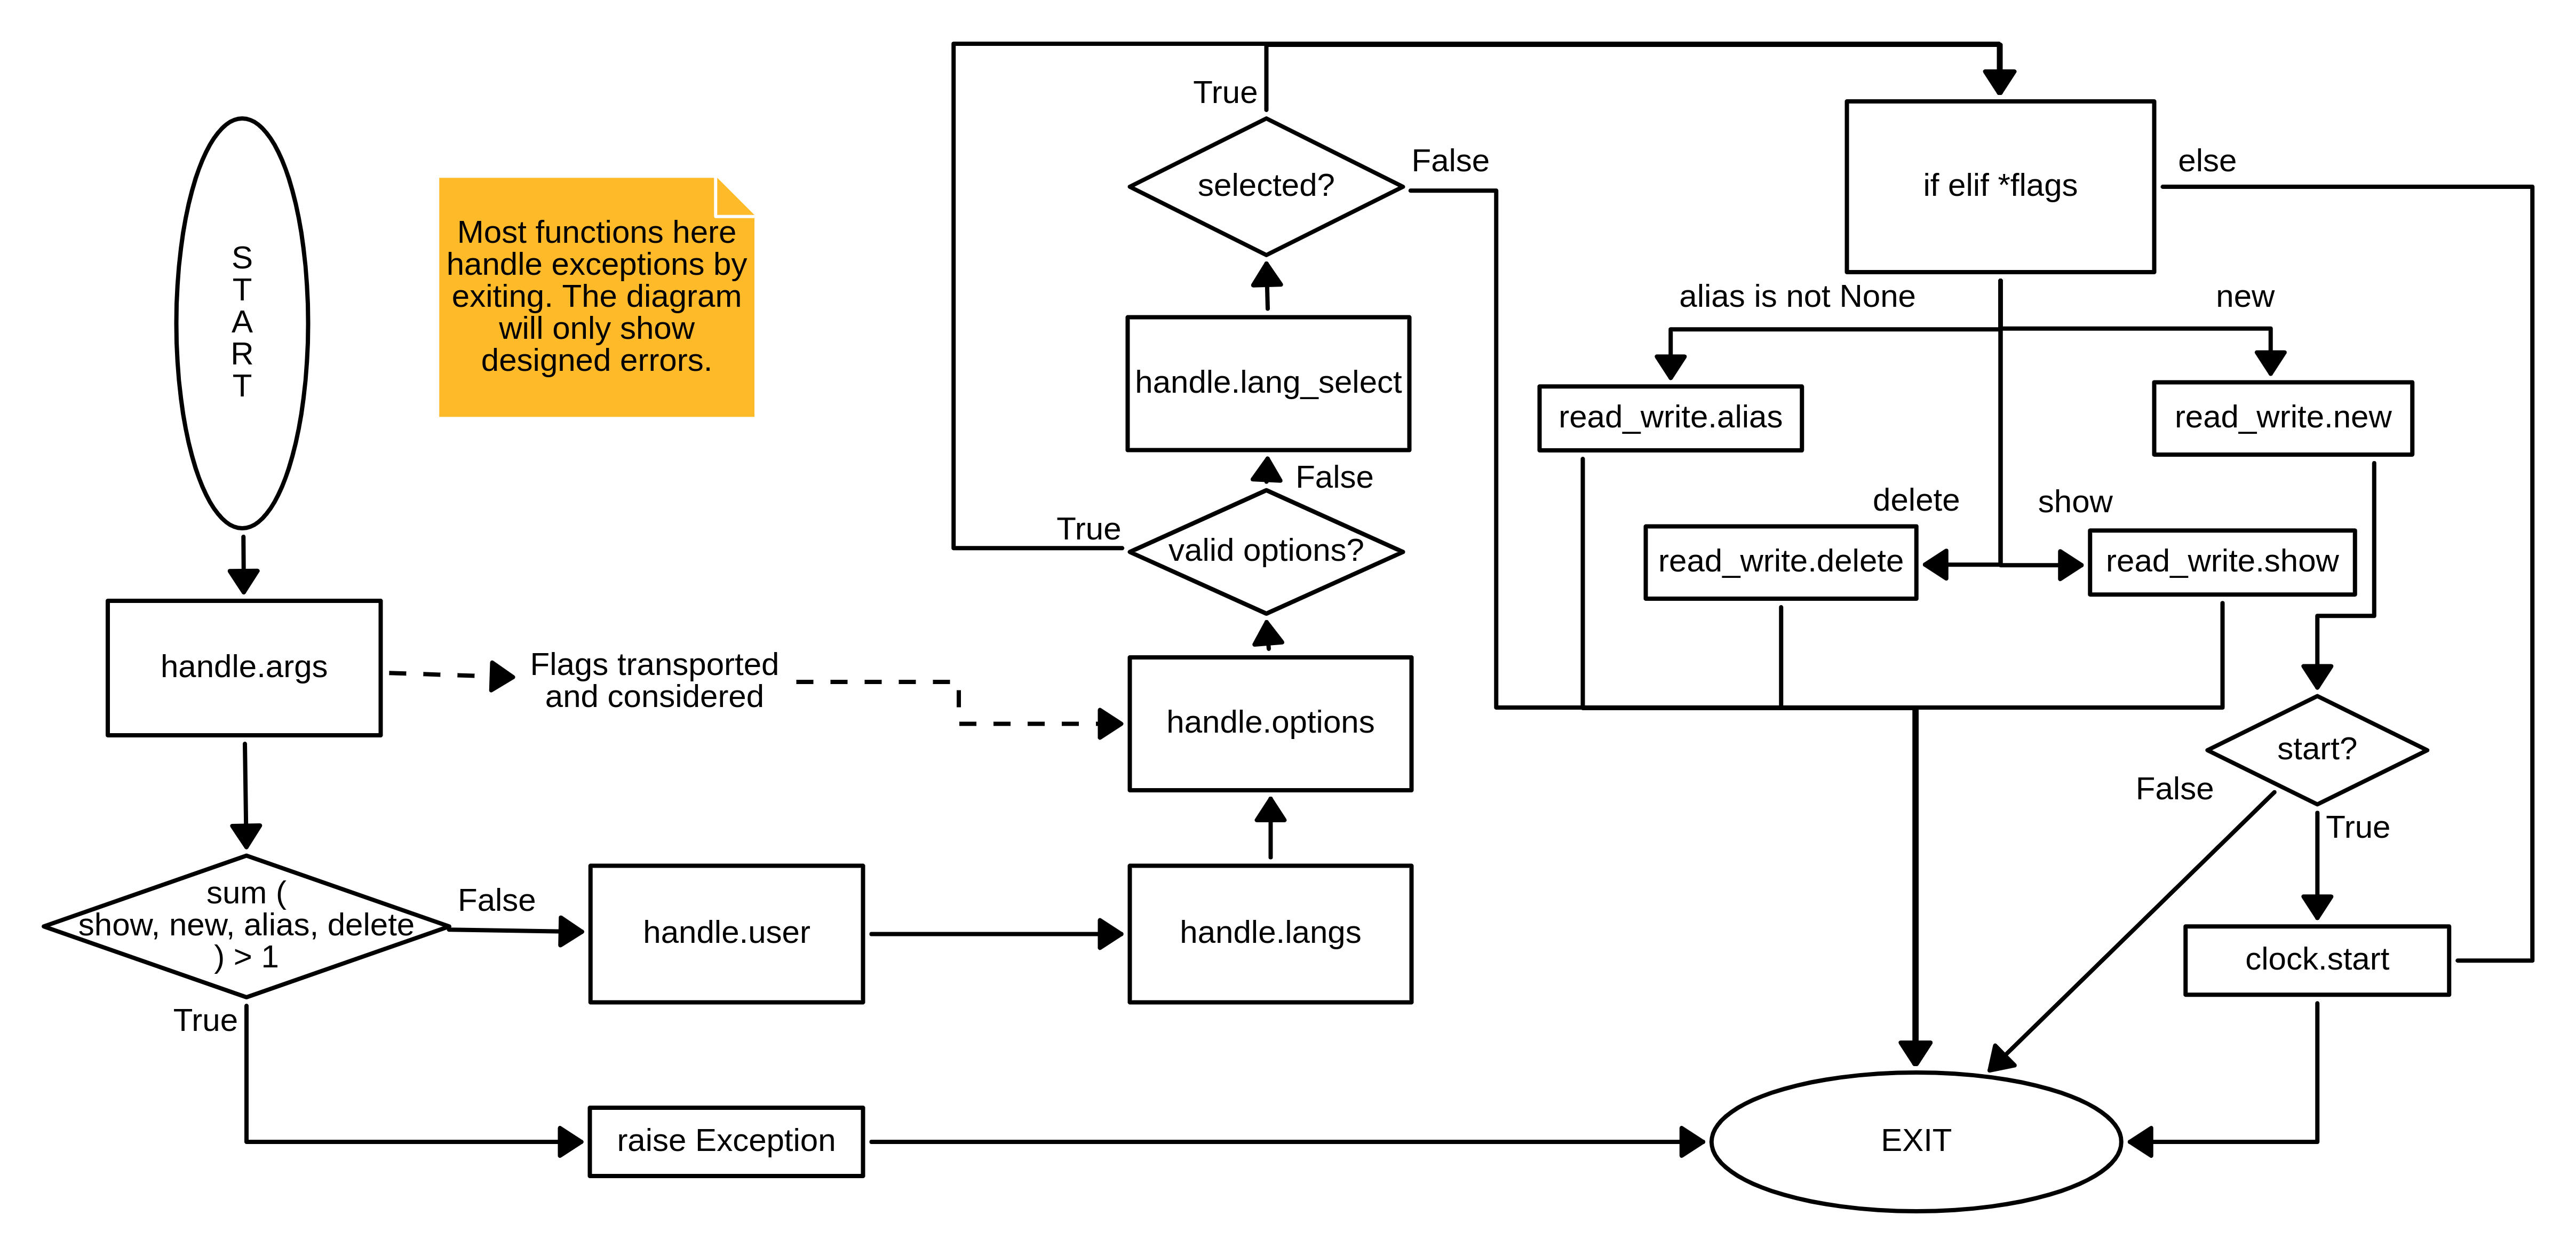 S
T
A
R
T
Most functions here
handle exceptions by
exiting. The diagram
will only show
designed errors.
handle.args
Flags transported
and considered
sum (
show, new, alias, delete
) > 1
False
True
handle.user
handle.langs
raise Exception
handle.options
valid options?
True
False
handle.lang_select
selected?
True
False
if elif *flags
else
alias is not None
new
read_write.alias
read_write.new
delete
show
read_write.delete
read_write.show
start?
False
True
clock.start
EXIT